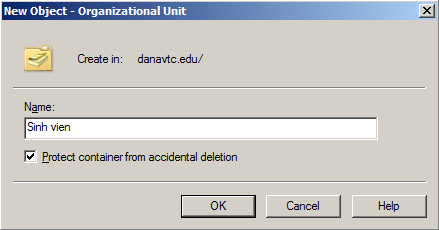 New Object - Organizational Unit
Create in: danavtc.edu/
Name:
Sinh vien
Protect container from accidental deletion
OK Cancel Help